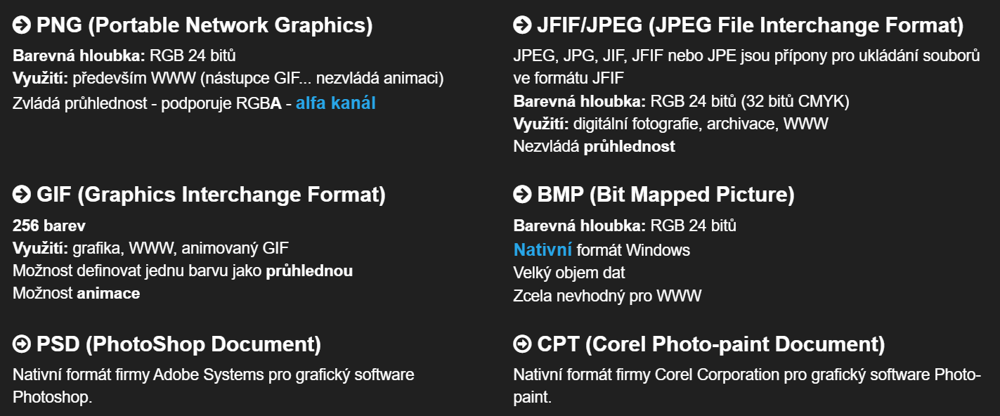 PNG (Portable Network Graphics)
Barevná hloubka: RGB 24 bitů
Využití: především WWW (nástupce GIF... nezvládá animaci)
Zvládá průhlednost - podporuje RGBA - alfa kanál
JFIF/JPEG (JPEG File Interchange Format)
JPEG, JPG, JIF, JFIF nebo JPE jsou přípony pro ukládání souborů
ve formátu JFIF
Barevná hloubka: RGB 24 bitů (32 bitů CMYK)
Využití: digitální fotografie, archivace, WWW
Nezvládá průhlednost
GIF (Graphics Interchange Format)
256 barev
Využití: grafika, WWW, animovaný GIF
Možnost definovat jednu barvu jako průhlednou
Možnost animace
BMP (Bit Mapped Picture)
Barevná hloubka: RGB 24 bitů
Nativní formát Windows
Velký objem dat
Zcela nevhodný pro WWW
PSD (PhotoShop Document)
Nativní formát firmy Adobe Systems pro grafický software
Photoshop.
CPT (Corel Photo-paint Document)
Nativní formát firmy Corel Corporation pro grafický software Photo-
paint.